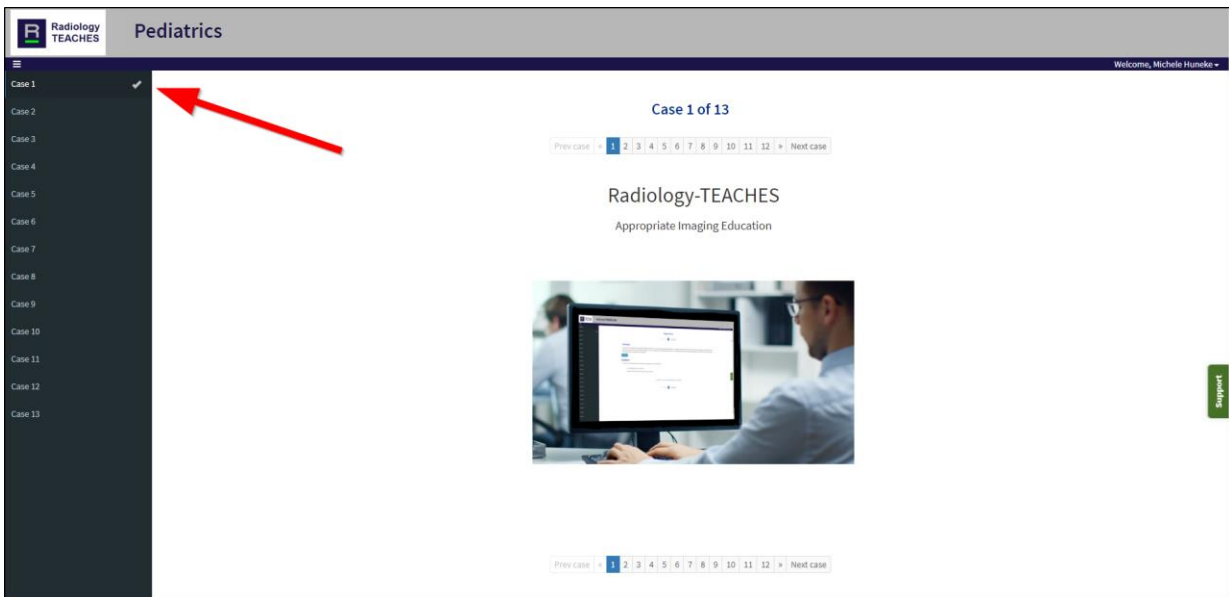 Radiology
TEACHES
Pediatrics
Welcome, Michele Huneke
Case 1
Case 2
Case 3
Case 4
Case 5
Case 6
Case 7
Case 8
Case 9
Case 10
Case 11
Case 12
Case 13
Case 1 of 13
Prev case « 1 2 3 4 5 6 7 8 9 10 11 12 » Next case
Radiology-TEACHES
Appropriate Imaging Education
Support
Prev case « 1 2 3 4 5 6 7 8 9 10 11 12 » Next case